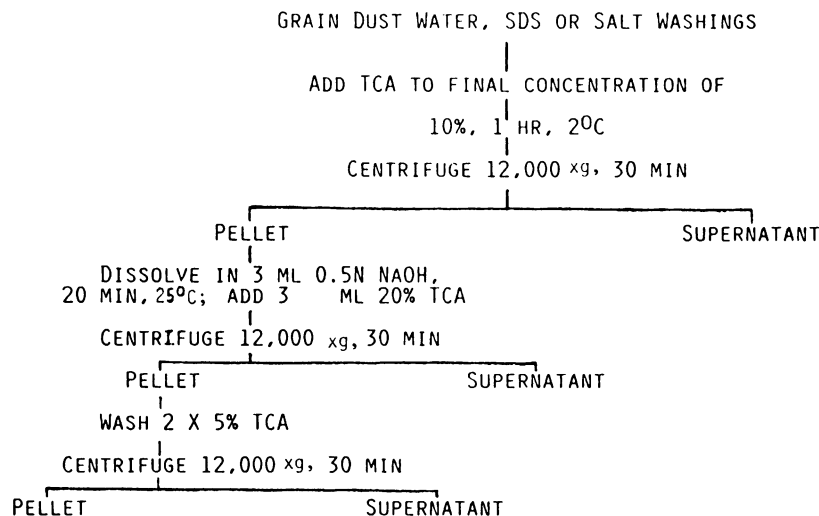 GRAIN DUST WATER, SDS OR SALT WASHINGS
ADD TCA TO FINAL CONCENTRATION OF
10%, 1 HR, 2°C
CENTRIFUGE 12,000 xg, 30 MIN
PELLET SUPERNATANT
DISSOLVE IN 3 ML 0.5N NAOH,
20 MIN, 25°C; ADD 3 ML 20% TCA
CENTRIFUGE 12,000 xg, 30 MIN
PELLET SUPERNATANT
WASH 2 X 5% TCA
CENTRIFUGE 12,000 xg, 30 MIN
PELLET SUPERNATANT